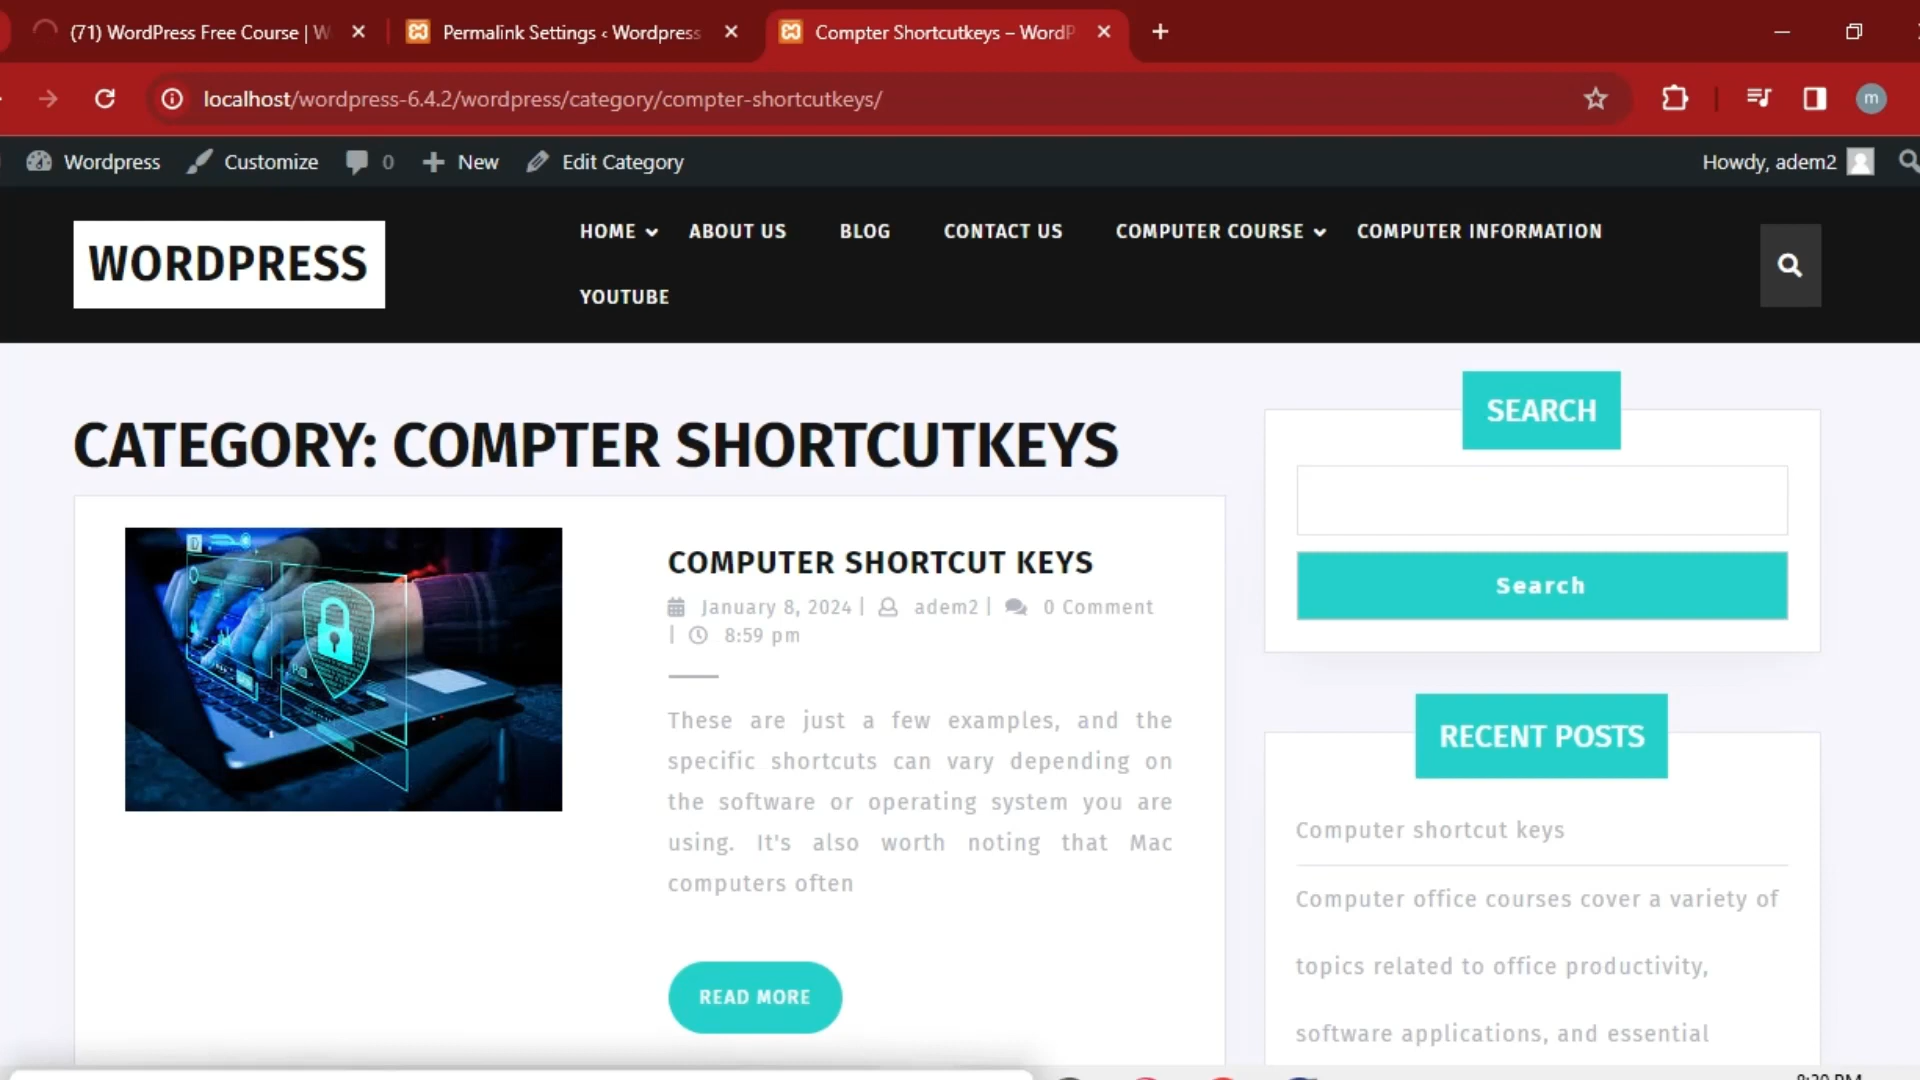 (71) WordPress Free Course | W
Permalink Settings ‹ Wordpress
Compter Shortcutkeys – WordP
localhost/wordpress-6.4.2/wordpress/category/compter-shortcutkeys/
m
Wordpress
Customize
0
New
Edit Category
Howdy, adem2
WORDPRESS
HOME
ABOUT US
BLOG
CONTACT US
COMPUTER COURSE
COMPUTER INFORMATION
YOUTUBE
CATEGORY: COMPTER SHORTCUTKEYS
COMPUTER SHORTCUT KEYS
January 8, 2024 | adem2 | 0 Comment
| 8:59 pm
These are just a few examples, and the
specific shortcuts can vary depending on
the software or operating system you are
using. It's also worth noting that Mac
computers often
READ MORE
SEARCH
Search
RECENT POSTS
Computer shortcut keys
Computer office courses cover a variety of
topics related to office productivity,
software applications, and essential